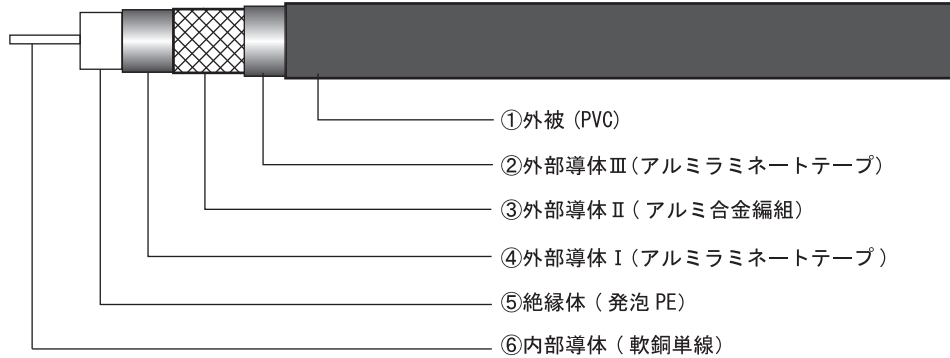 ①外被 (PVC)
②外部導体Ⅲ(アルミラミネートテープ)
③外部導体Ⅱ( アルミ合金編組)
④外部導体Ⅰ(アルミラミネートテープ )
⑤絶縁体 ( 発泡 PE)
⑥内部導体 ( 軟銅単線)